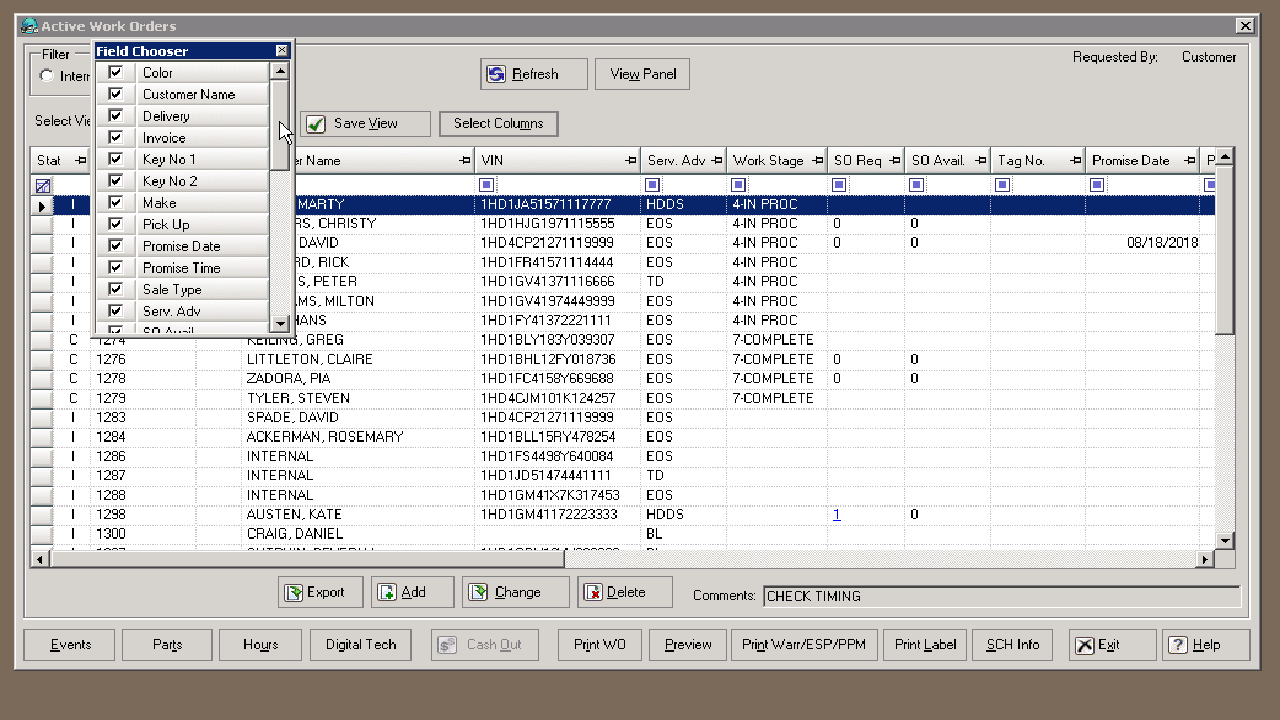 Active Work Orders
Filter
Intern
Field Chooser
Color
Customer Name
Delivery
Invoice
Key No 1
Key No 2
Make
Pick Up
Promise Date
Promise Time
Sale Type
Serv. Adv
SO Avail
Refresh
View Panel
Requested By: Customer
Select Vie
Save View
Select Columns
Stat
er Name VIN Serv. Adv Work Stage SO Req SO Avail. Tag No. Promise Date P
I MARTY 1HD1JA51571117777 HDDS 4-IN PROC
I RS, CHRISTY 1HD1HJG1971115555 EOS 4-IN PROC 0 0
I DAVID 1HD4CP21271119999 EOS 4-IN PROC 0 0 08/18/2018
I RD, RICK 1HD1FR41571114444 EOS 4-IN PROC
I S, PETER 1HD1GV41371116666 TD 4-IN PROC
I MS, MILTON 1HD1GV41374449999 EOS 4-IN PROC
I HANS 1HD1FY41372221111 EOS 4-IN PROC
C 1274 KEILING, GREG 1HD1BLY183Y039307 EOS 7-COMPLETE
C 1276 LITTLETON, CLAIRE 1HD1BHL12FY018736 EOS 7-COMPLETE 0 0
C 1278 ZADORA, PIA 1HD1FC4158Y669688 EOS 7-COMPLETE 0 0
C 1279 TYLER, STEVEN 1HD4CJM101K124257 EOS 7-COMPLETE
I 1283 SPADE, DAVID 1HD4CP21271119999 EOS
I 1284 ACKERMAN, ROSEMARY 1HD1BLL15RY478254 EOS
I 1286 INTERNAL 1HD1FS4498Y640084 EOS
I 1287 INTERNAL 1HD1JD51474441111 TD
I 1288 INTERNAL 1HD1GM41X7K317453 EOS
I 1298 AUSTEN, KATE 1HD1GM41172223333 HDDS 1 0
I 1300 CRAIG, DANIEL BL
Export
Add
Change
Delete
Comments: CHECK TIMING
Events
Parts
Hours
Digital Tech
Cash Out
Print WO
Preview
Print Warr/ESP/PPM
Print Label
SCH Info
Exit
Help